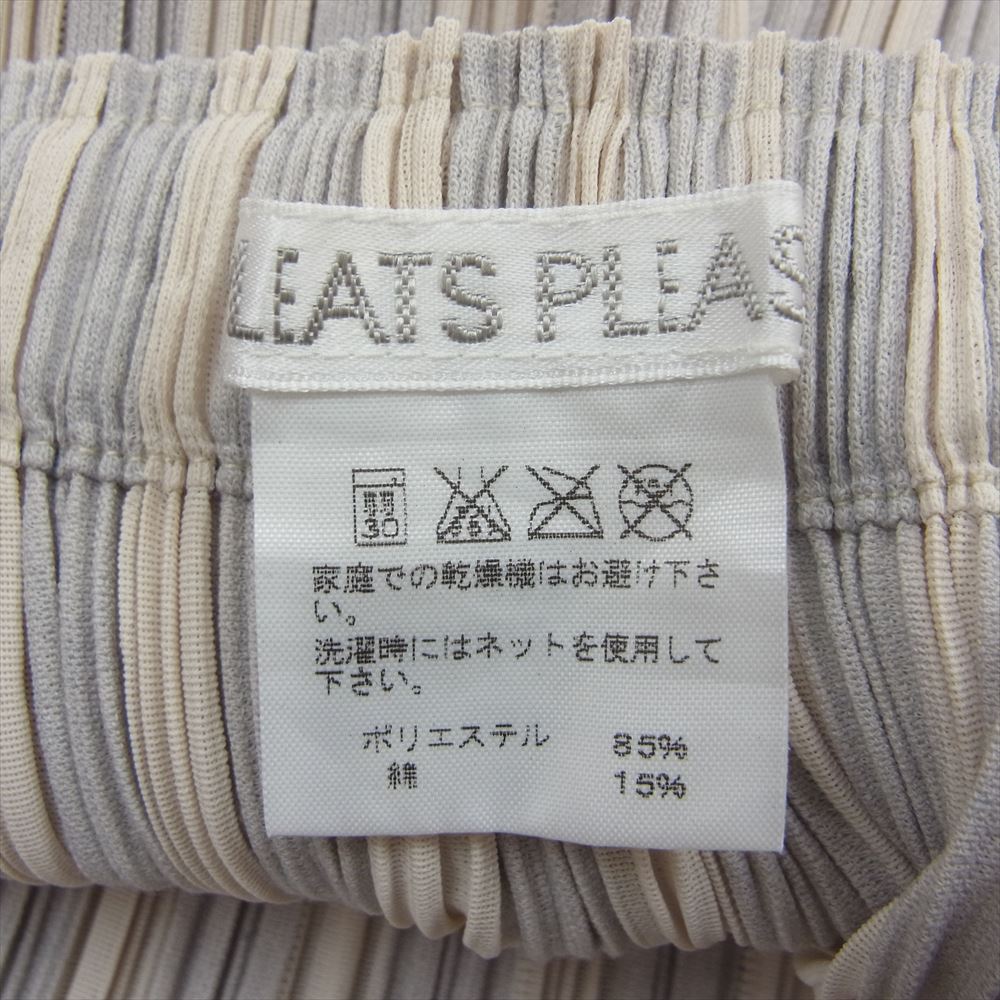 LEATS PLEAS
弱
30
家庭での乾燥機はお避け下さ
い。
洗濯時にはネットを使用して
下さい。
ポリエステル 85%
綿 15%